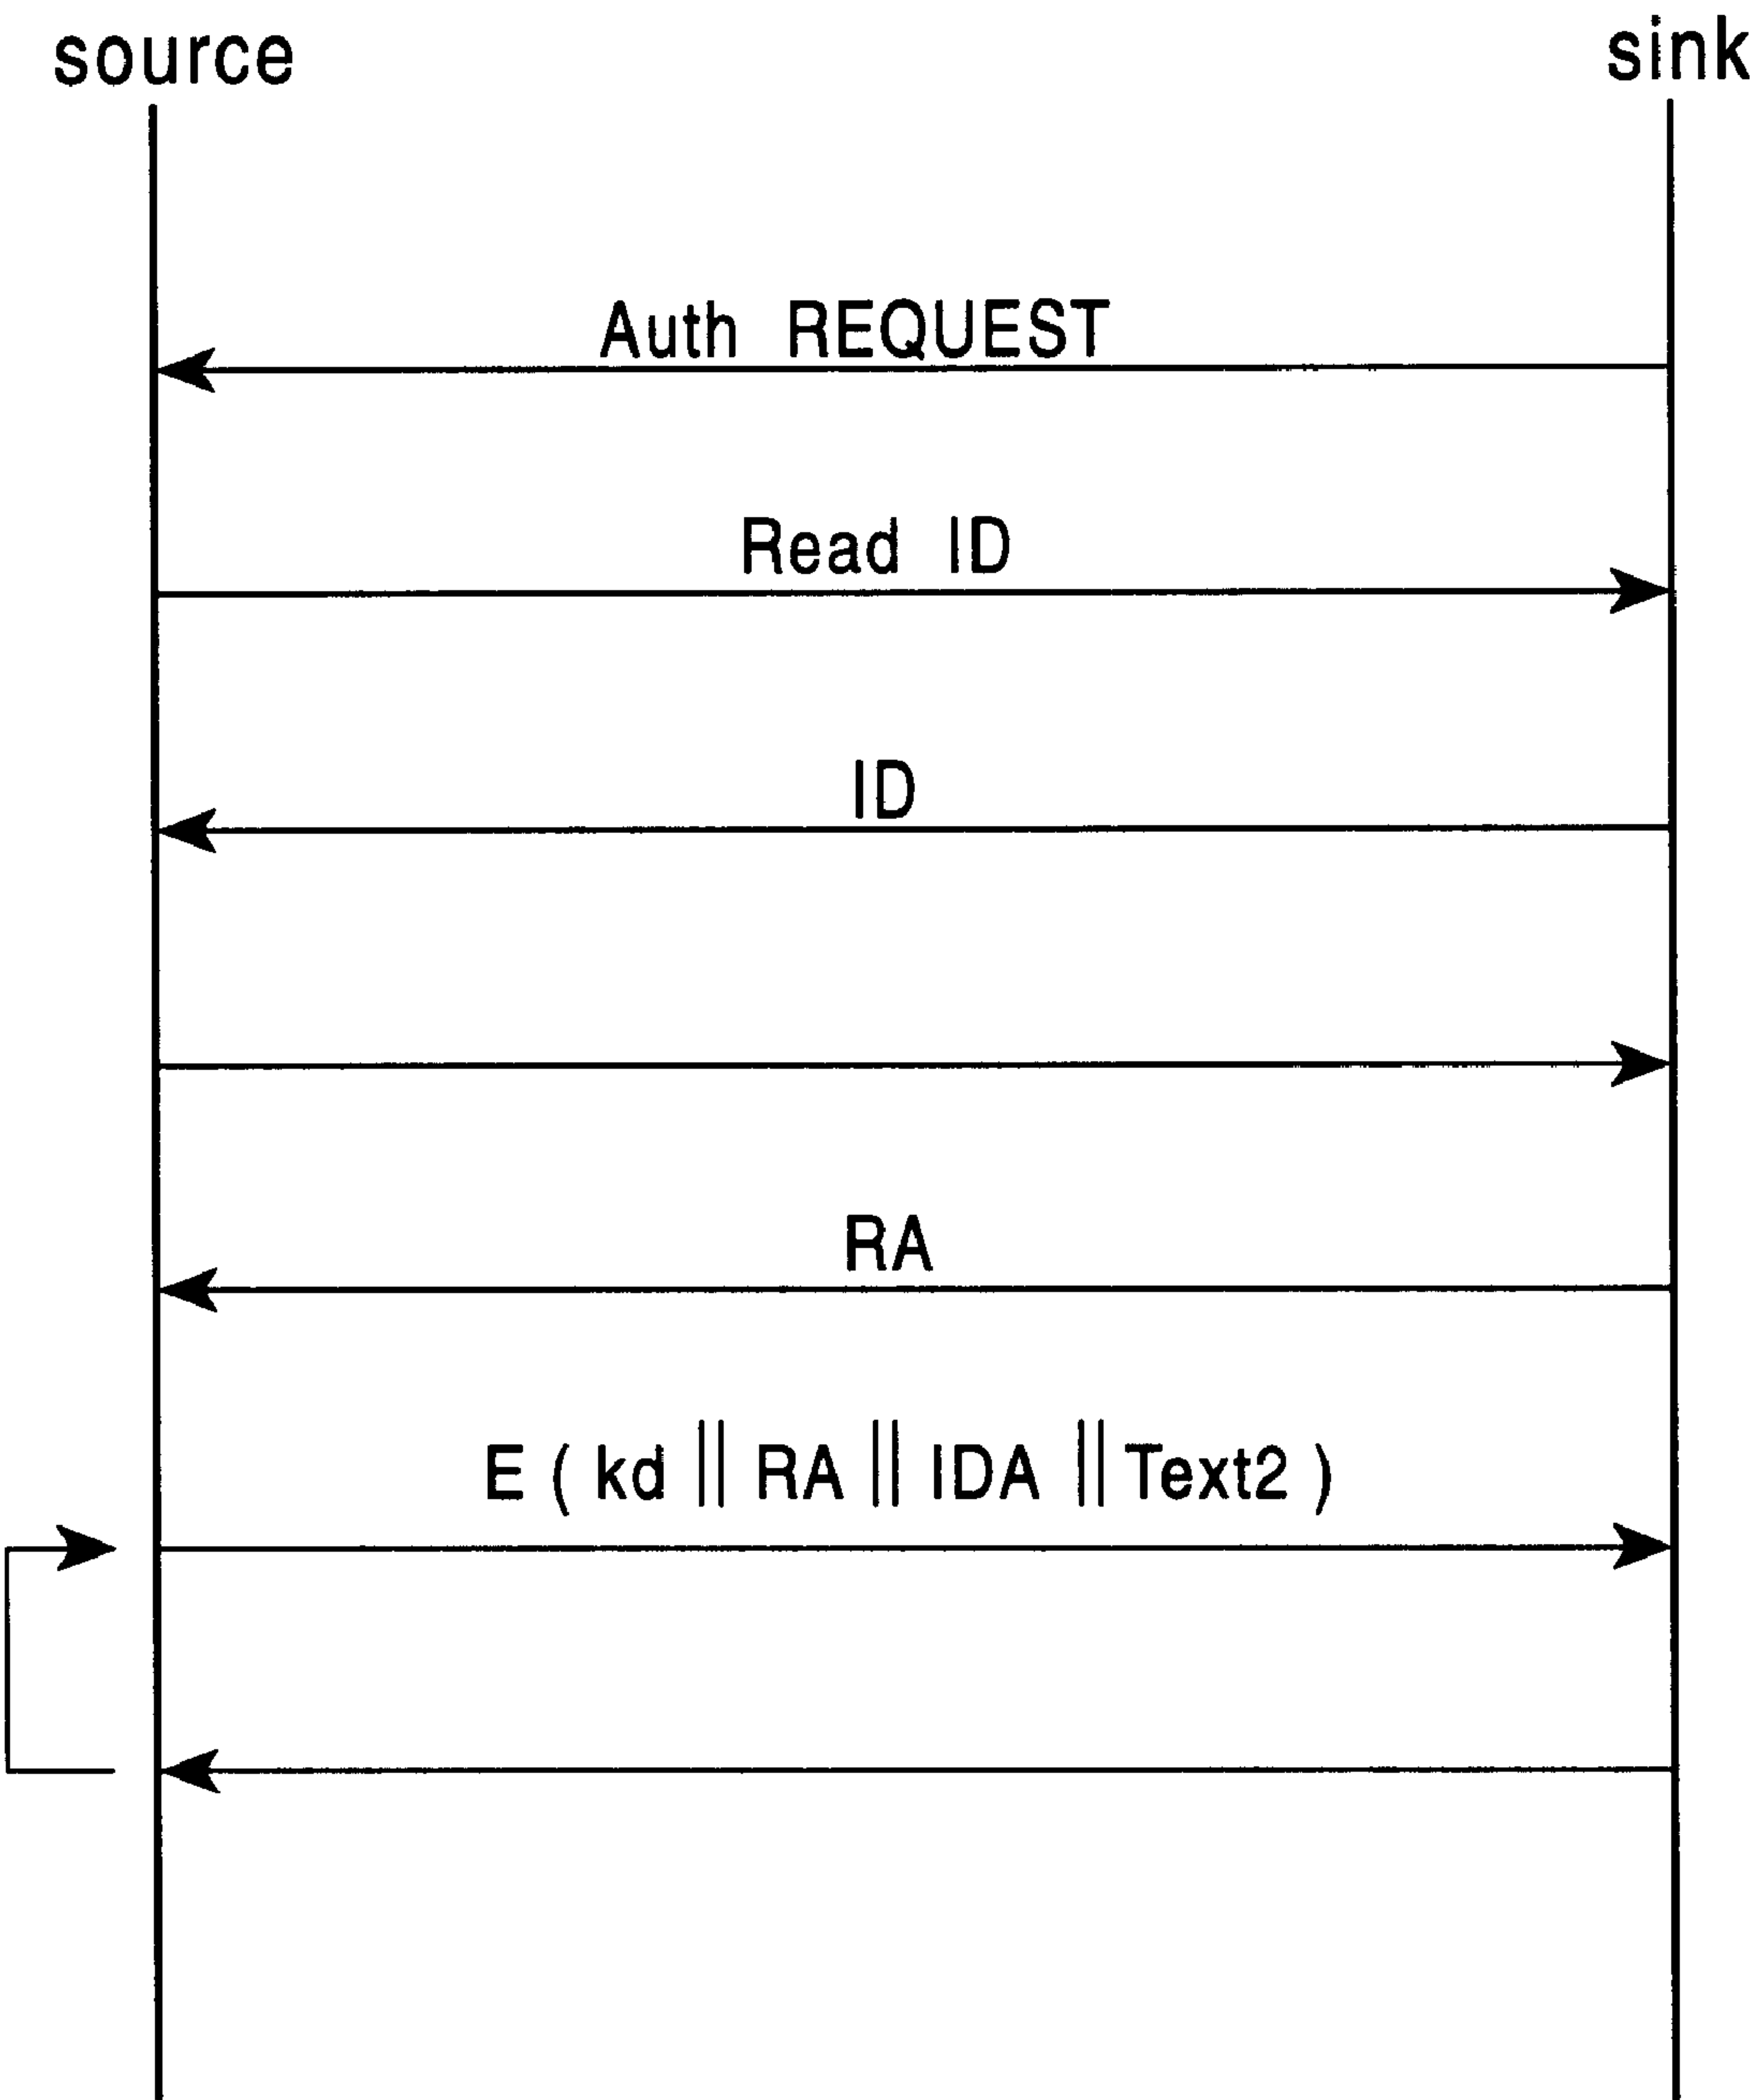 source sink
Auth REQUEST
Read ID
ID
RA
E ( kd || RA || IDA || Text2 )